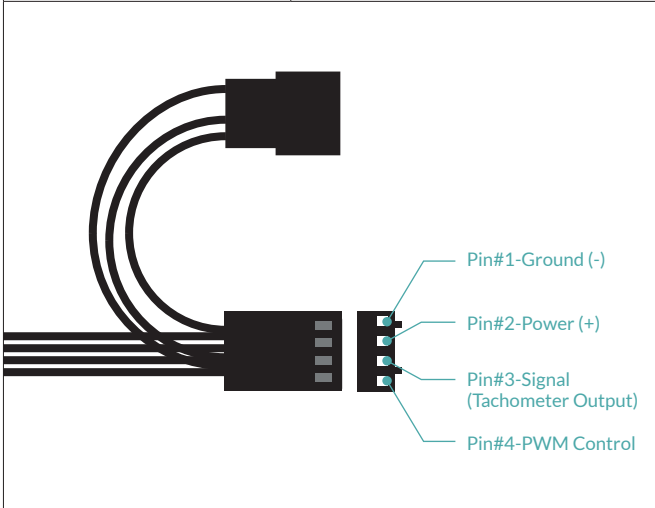 Pin#1-Ground (-)
Pin#2-Power (+)
Pin#3-Signal
(Tachometer Output)
Pin#4-PWM Control